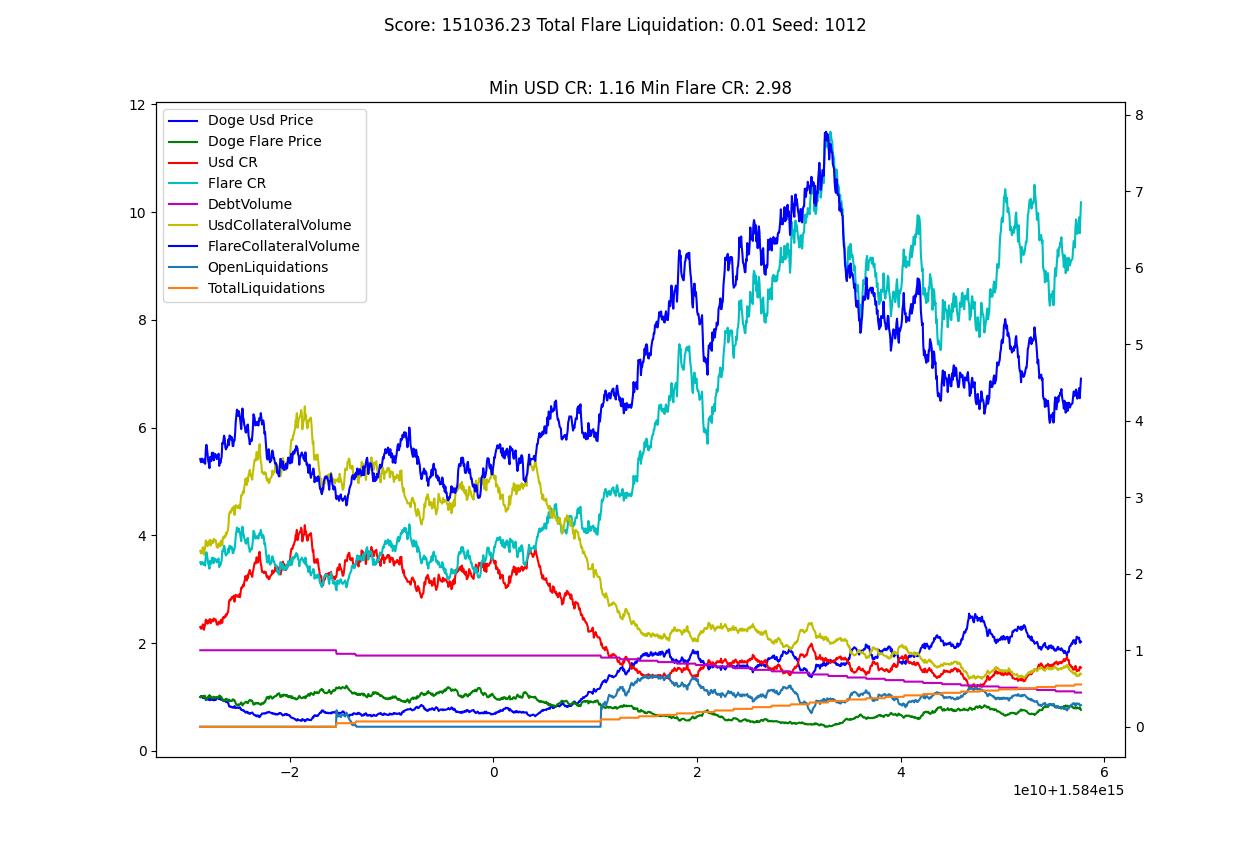 Score: 151036.23 Total Flare Liquidation: 0.01 Seed: 1012
Min USD CR: 1.16 Min Flare CR: 2.98
Doge Usd Price
Doge Flare Price
Usd CR
Flare CR
DebtVolume
UsdCollateralVolume
FlareCollateralVolume
OpenLiquidations
TotalLiquidations
12
10
8
6
4
2
0
8
7
6
5
4
3
2
1
0
−2
0
2
4
6
1e10+1.584e15